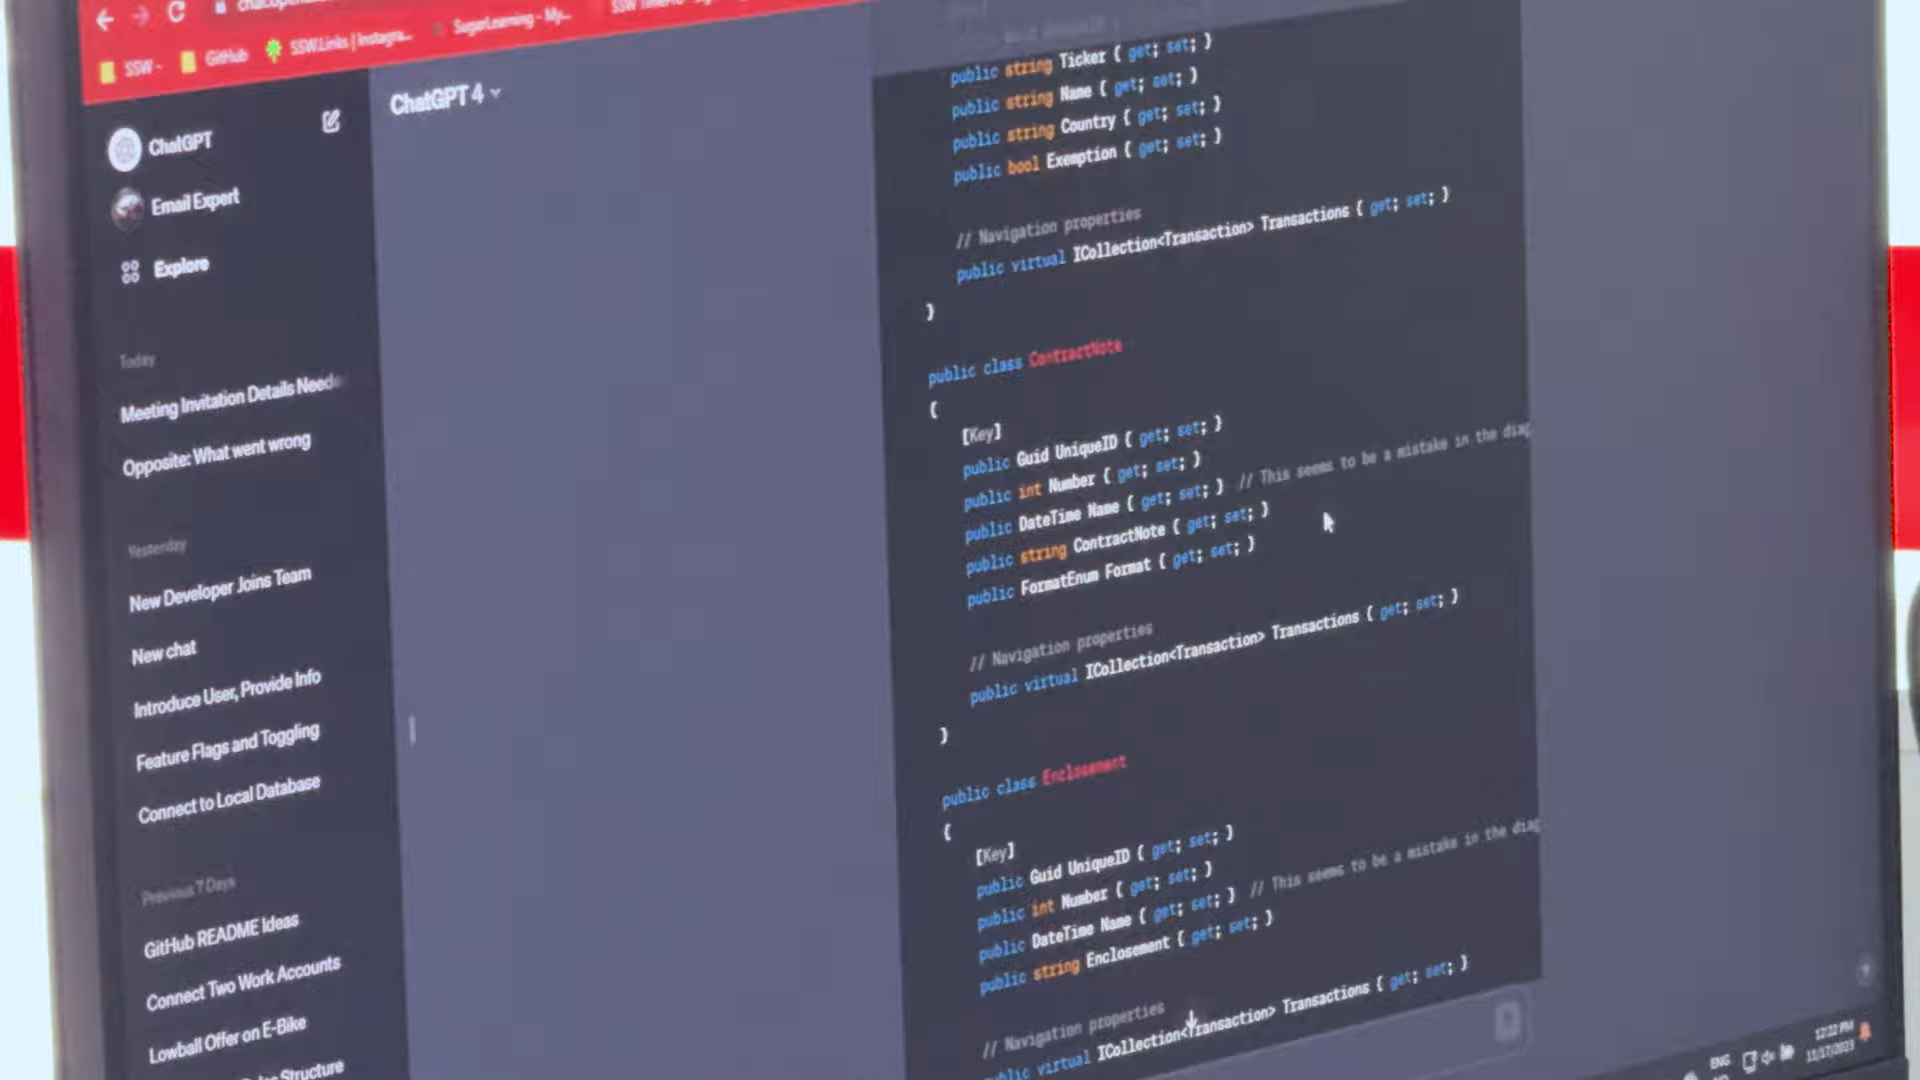 SSW -
GitHub
SSW.Links | Instagra...
SugarLearning - My...
ChatGPT 4
ChatGPT
Email Expert
Explore
Today
Meeting Invitation Details Neede
Opposite: What went wrong
Yesterday
New Developer Joins Team
New chat
Introduce User, Provide Info
Feature Flags and Toggling
Connect to Local Database
Previous 7 Days
GitHub README Ideas
Connect Two Work Accounts
Lowball Offer on E-Bike
Structure
public string Ticker { get; set; }
public string Name { get; set; }
public string Country { get; set; }
public bool Exemption { get; set; }
// Navigation properties
public virtual ICollection<Transaction> Transactions { get; set; }
}
public class ContractNote
{
[Key]
public Guid UniqueID { get; set; }
public int Number { get; set; }
public DateTime Name { get; set; } // This seems to be a mistake in the diag
public string ContractNote { get; set; }
public FormatEnum Format { get; set; }
// Navigation properties
public virtual ICollection<Transaction> Transactions { get; set; }
}
public class Enclosement
{
[Key]
public Guid UniqueID { get; set; }
public int Number { get; set; }
public DateTime Name { get; set; } // This seems to be a mistake in the diag
public string Enclosement { get; set; }
// Navigation properties
public virtual ICollection<Transaction> Transactions { get; set; }
ENG
12:22 PM
11/17/2023